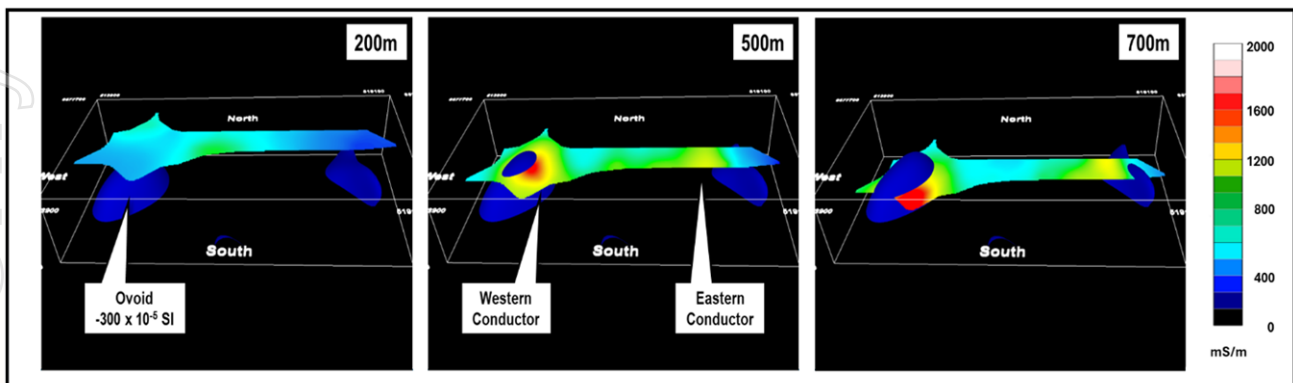 200m
North
West
South
Ovoid
-300 x 10⁻⁵ SI
500m
North
West
South
Western
Conductor
Eastern
Conductor
700m
North
West
South
2000
1600
1200
800
400
0
mS/m